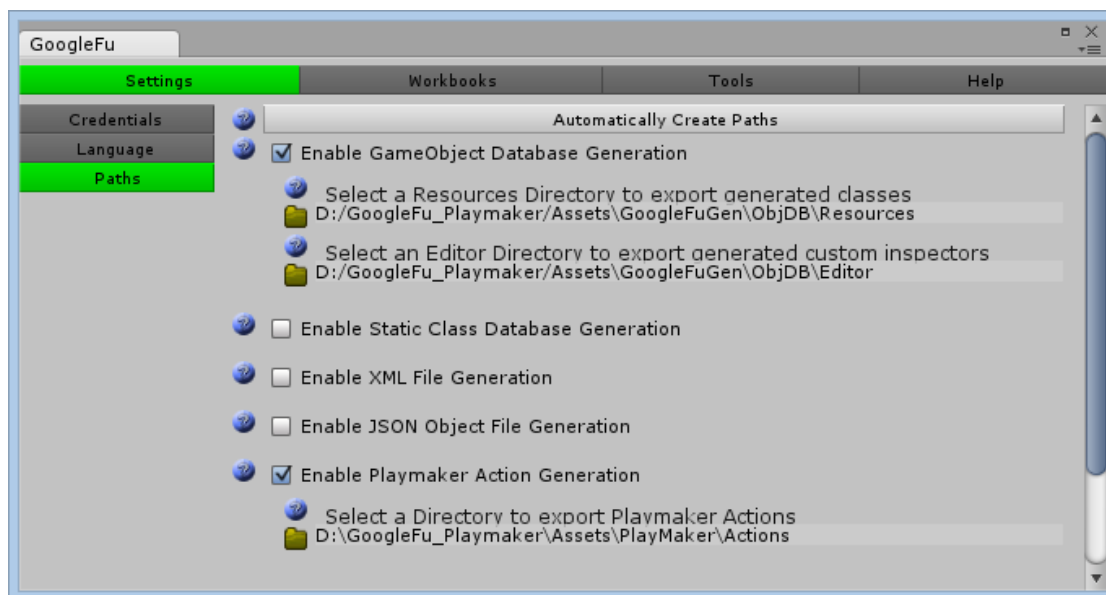 GoogleFu
Settings Workbooks Tools Help
Credentials
Language
Paths
Automatically Create Paths
Enable GameObject Database Generation
Select a Resources Directory to export generated classes
D:/GoogleFu_Playmaker/Assets\GoogleFuGen\ObjDB\Resources
Select an Editor Directory to export generated custom inspectors
D:/GoogleFu_Playmaker/Assets\GoogleFuGen\ObjDB\Editor
Enable Static Class Database Generation
Enable XML File Generation
Enable JSON Object File Generation
Enable Playmaker Action Generation
Select a Directory to export Playmaker Actions
D:\GoogleFu_Playmaker\Assets\PlayMaker\Actions